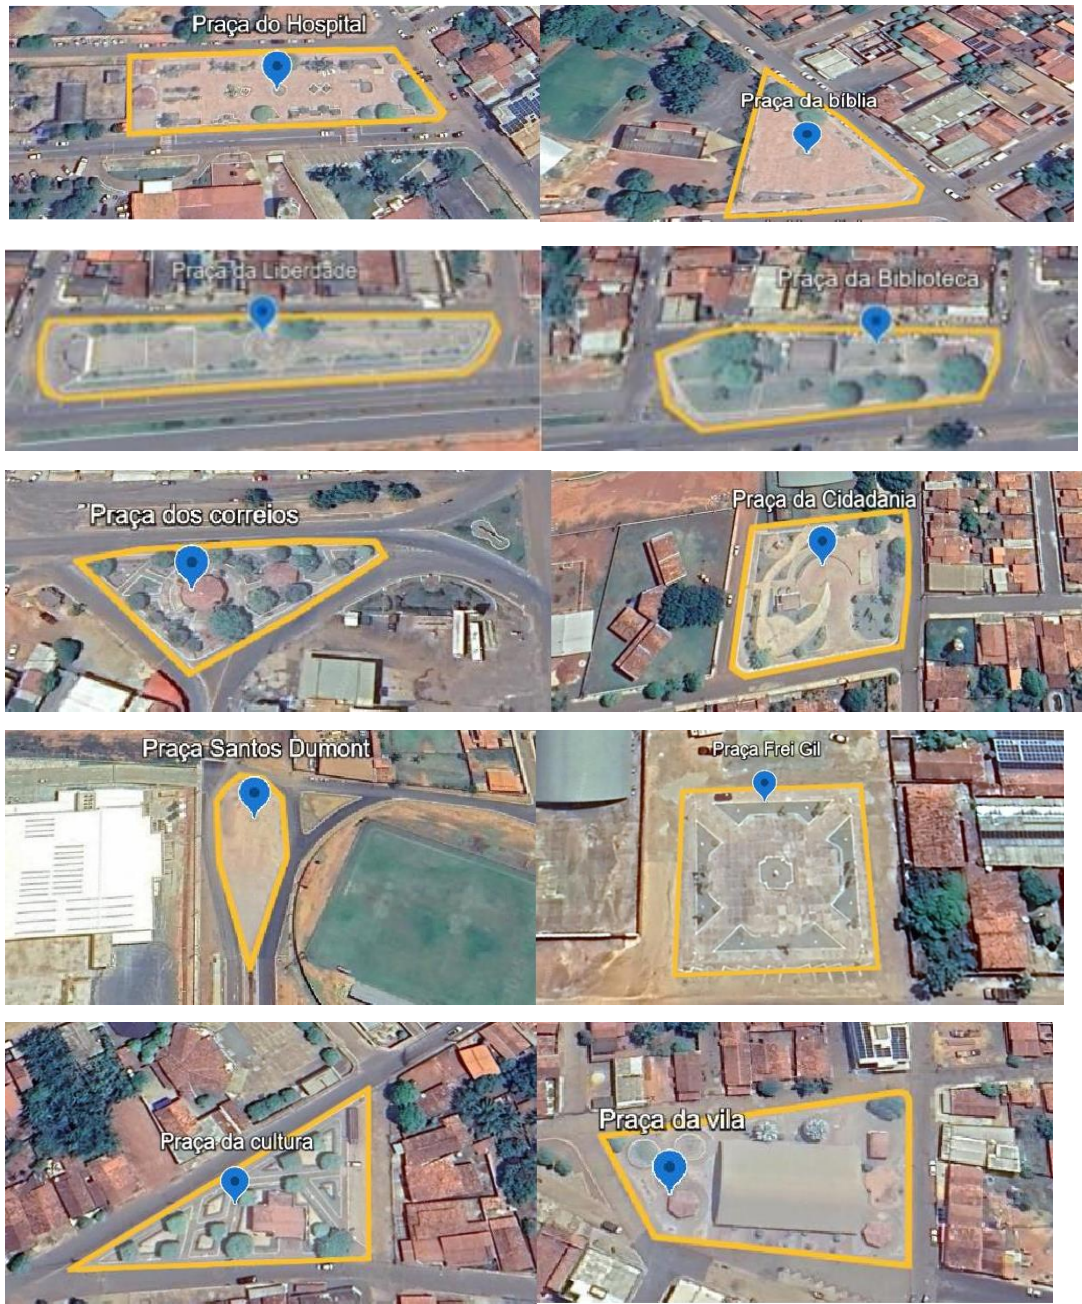 Praça do Hospital
Praça da bíblia
Praça da Liberdade
Praça da Biblioteca
Praça dos correios
Praça da Cidadania
Praça Santos Dumont
Praça Frei Gil
Praça da cultura
Praça da vila